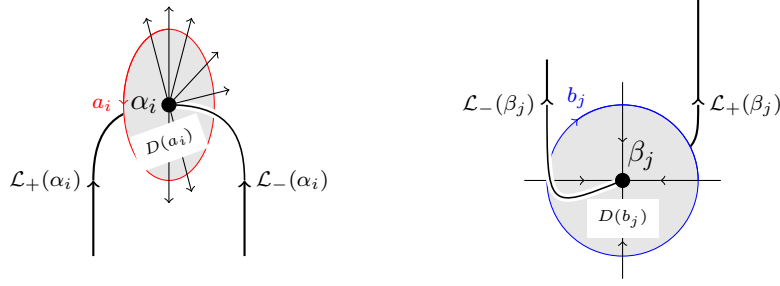 a_i
α_i
D(a_i)
ℒ_+(α_i)
ℒ_−(α_i)
ℒ_−(β_j)
b_j
ℒ_+(β_j)
β_j
D(b_j)